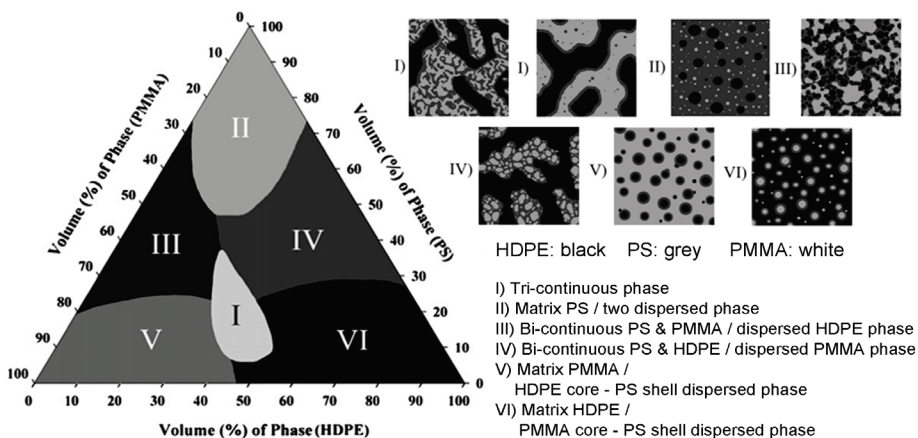 0
10
20
30
40
50
60
70
80
90
100
Volume (%) of Phase (PMMA)
100
90
80
70
60
50
40
30
20
10
0
Volume (%) of Phase (PS)
0 10 20 30 40 50 60 70 80 90 100
Volume (%) of Phase (HDPE)
II
III
IV
I
V
VI
I)
I)
II)
III)
IV)
V)
VI)
HDPE: black PS: grey PMMA: white
I) Tri-continuous phase
II) Matrix PS / two dispersed phase
III) Bi-continuous PS & PMMA / dispersed HDPE phase
IV) Bi-continuous PS & HDPE / dispersed PMMA phase
V) Matrix PMMA /
HDPE core - PS shell dispersed phase
VI) Matrix HDPE /
PMMA core - PS shell dispersed phase